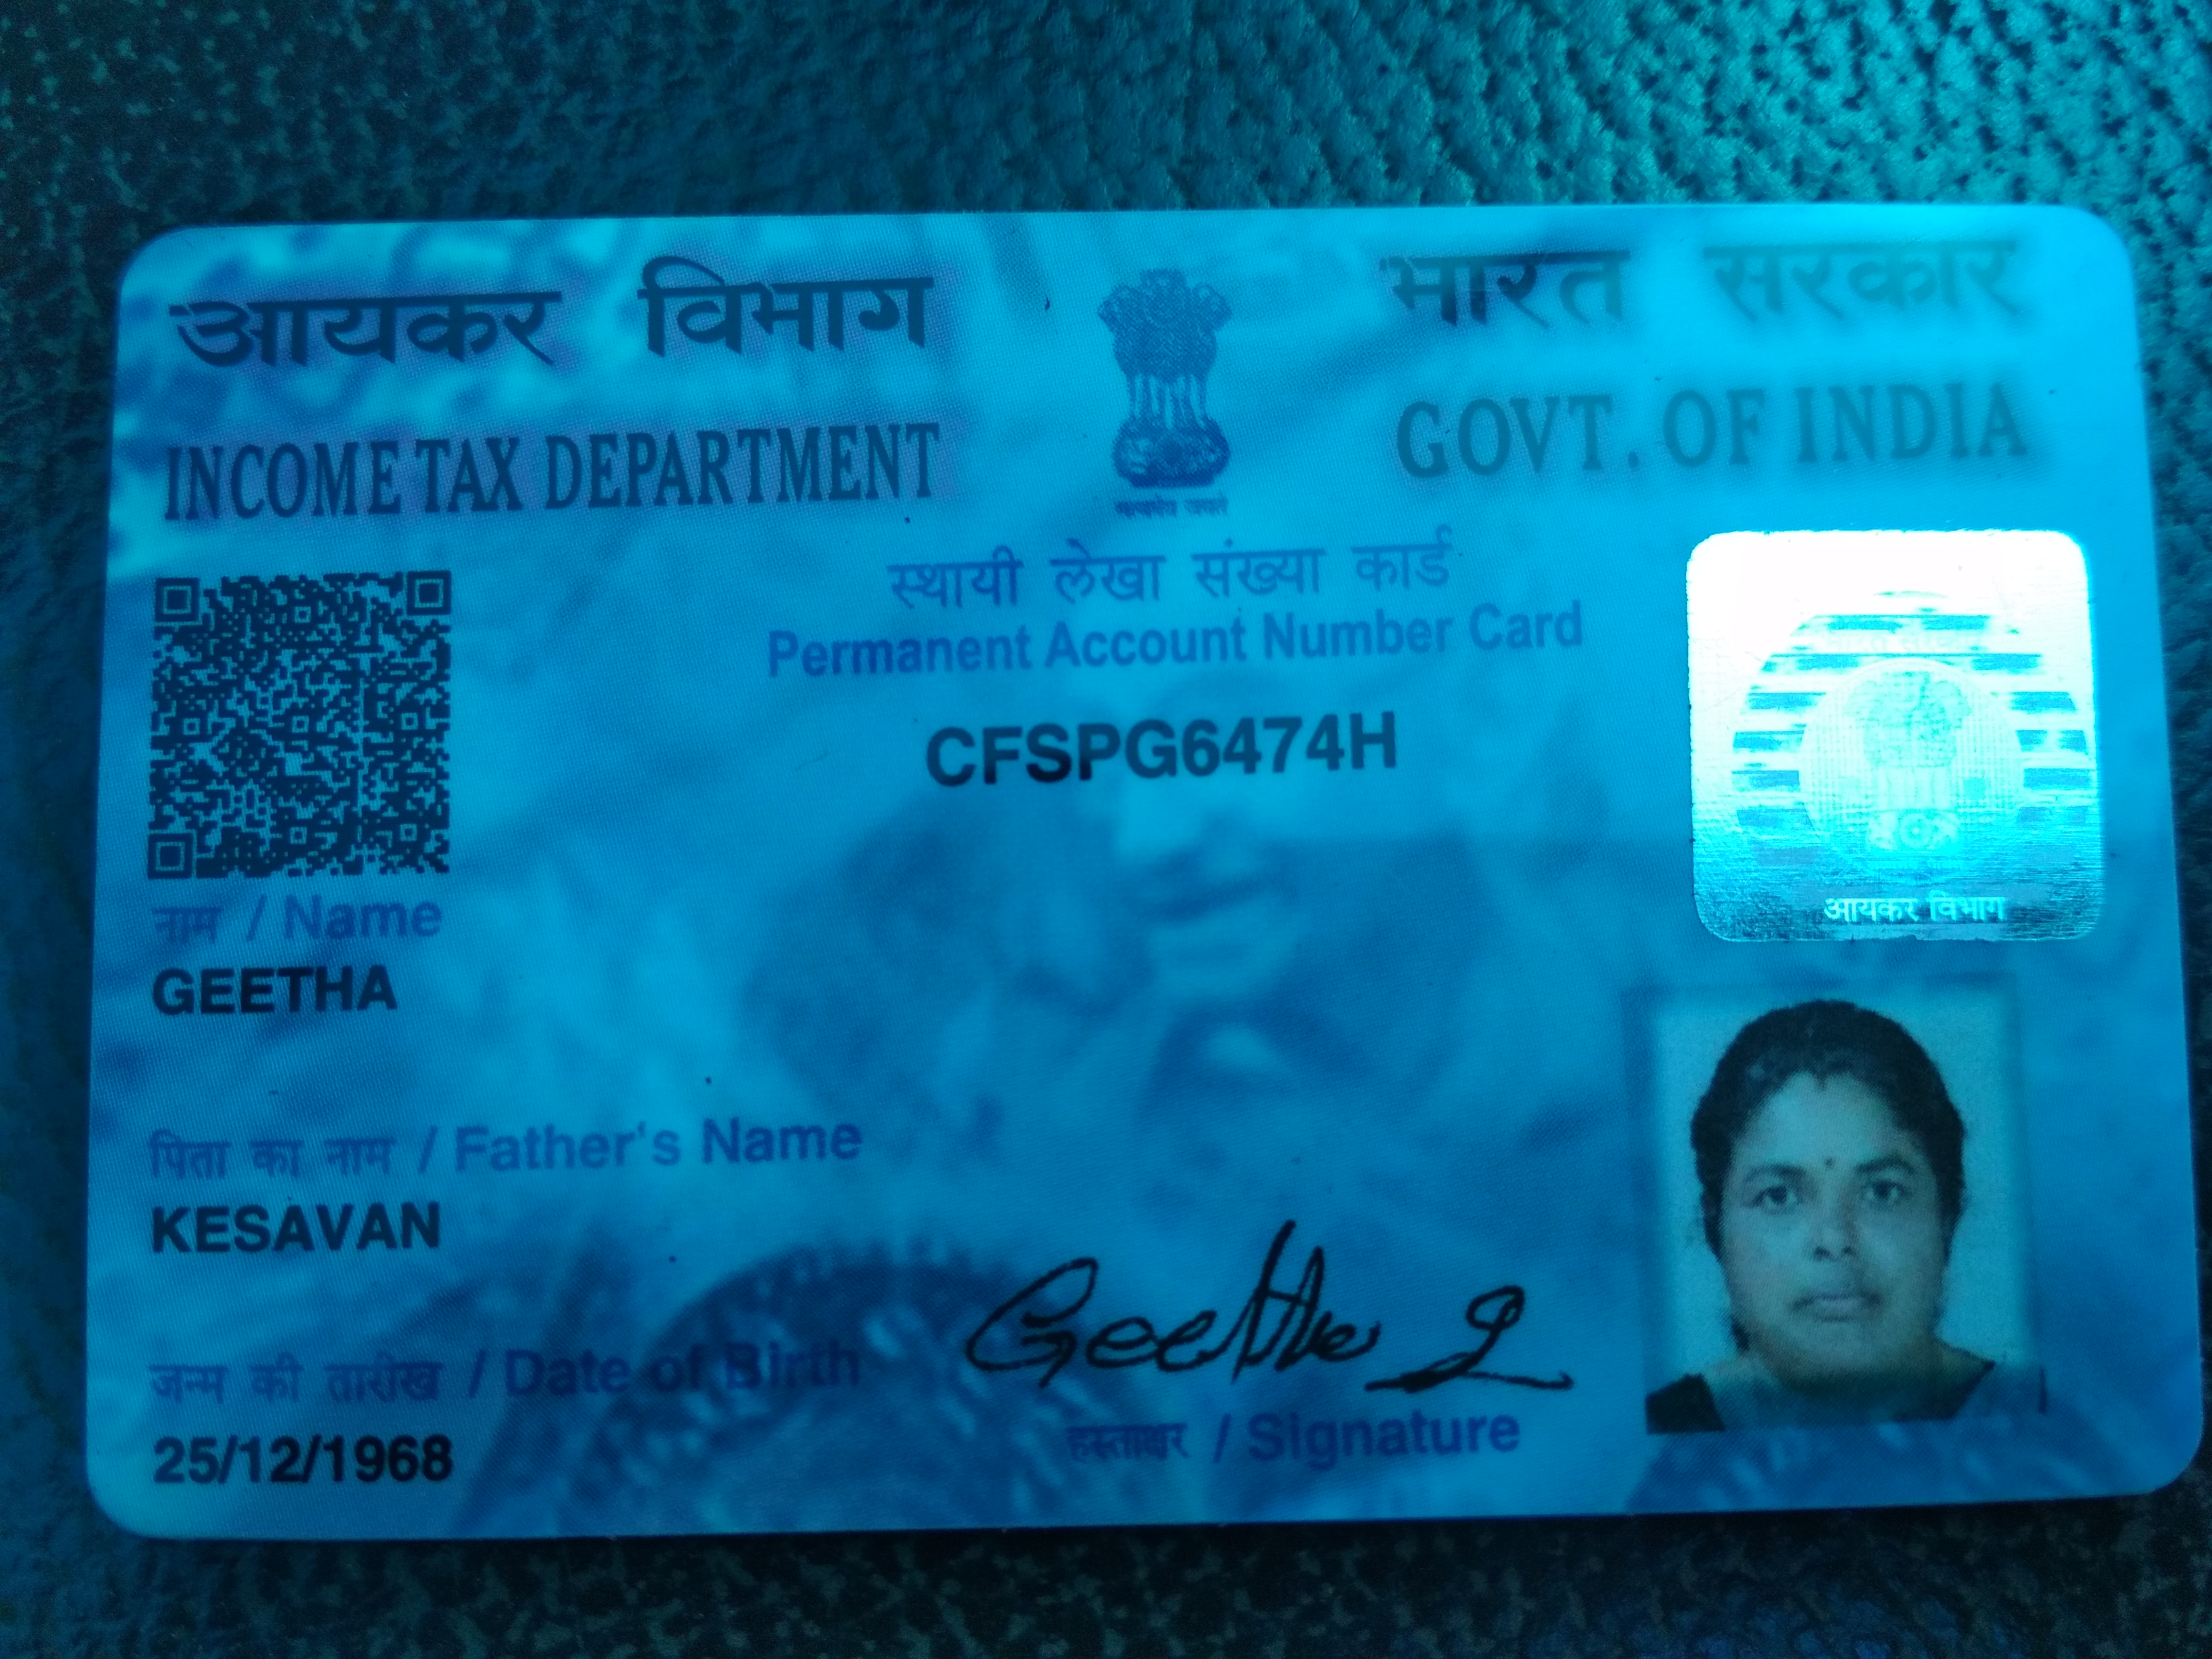 आयकर विभाग
INCOME TAX DEPARTMENT
भारत सरकार
GOVT. OF INDIA
सत्यमेव जयते
स्थायी लेखा संख्या कार्ड
Permanent Account Number Card
CFSPG6474H
आयकर विभाग
नाम / Name
GEETHA
पिता का नाम / Father's Name
KESAVAN
जन्म की तारीख / Date of Birth
25/12/1968
Geetha
हस्ताक्षर / Signature